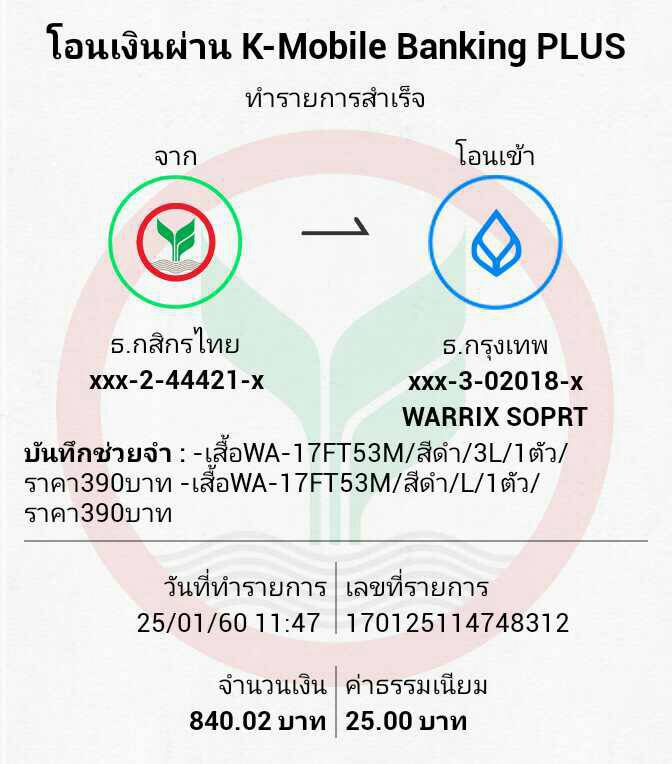 โอนเงินผ่าน K-Mobile Banking PLUS
ทำรายการสำเร็จ
จาก
โอนเข้า
ธ.กสิกรไทย
xxx-2-44421-x
ธ.กรุงเทพ
xxx-3-02018-x
WARRIX SOPRT
บันทึกช่วยจำ : -เสื้อWA-17FT53M/สีดำ/3L/1ตัว/
ราคา390บาท -เสื้อWA-17FT53M/สีดำ/L/1ตัว/
ราคา390บาท
วันที่ทำรายการ
25/01/60 11:47
เลขที่รายการ
170125114748312
จำนวนเงิน
840.02 บาท
ค่าธรรมเนียม
25.00 บาท